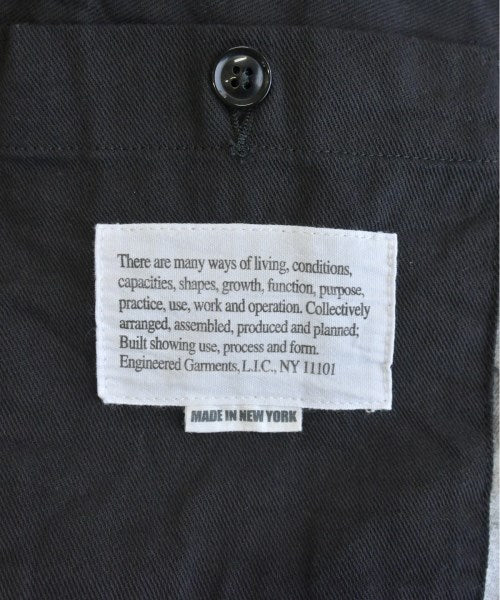 There are many ways of living, conditions,
capacities, shapes, growth, function, purpose,
practice, use, work and operation. Collectively
arranged, assembled, produced and planned;
Built showing use, process and form.
Engineered Garments, L.I.C., NY 11101
MADE IN NEW YORK